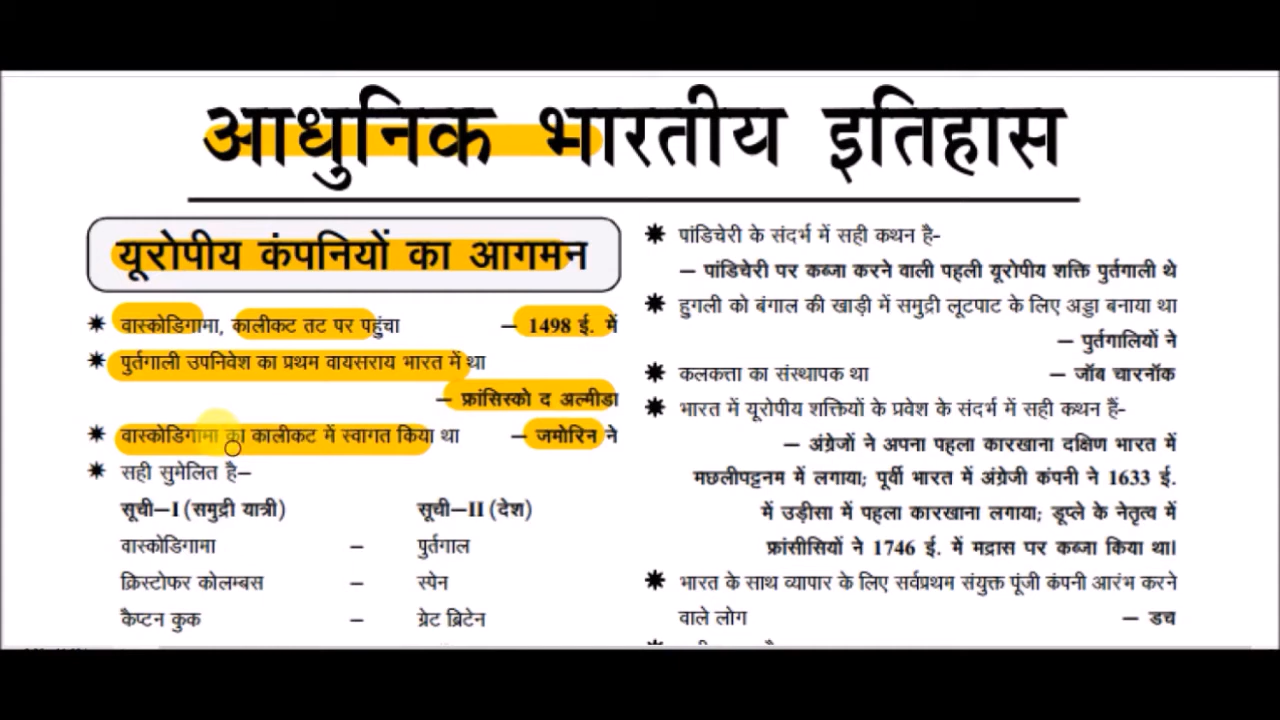 आधुनिक भारतीय इतिहास
यूरोपीय कंपनियों का आगमन
✷ वास्कोडिगामा, कालीकट तट पर पहुंचा – 1498 ई. में
✷ पुर्तगाली उपनिवेश का प्रथम वायसराय भारत में था
– फ्रांसिस्को द अल्मीडा
✷ वास्कोडिगामा का कालीकट में स्वागत किया था – जमोरिन ने
✷ सही सुमेलित है–
सूची–I (समुद्री यात्री) सूची–II (देश)
वास्कोडिगामा – पुर्तगाल
क्रिस्टोफर कोलम्बस – स्पेन
कैप्टन कुक – ग्रेट ब्रिटेन
✷ पांडिचेरी के संदर्भ में सही कथन है-
– पांडिचेरी पर कब्जा करने वाली पहली यूरोपीय शक्ति पुर्तगाली थे
✷ हुगली को बंगाल की खाड़ी में समुद्री लूटपाट के लिए अड्डा बनाया था
– पुर्तगालियों ने
✷ कलकत्ता का संस्थापक था – जॉब चारनॉक
✷ भारत में यूरोपीय शक्तियों के प्रवेश के संदर्भ में सही कथन हैं-
– अंग्रेजों ने अपना पहला कारखाना दक्षिण भारत में
मछलीपट्टनम में लगाया; पूर्वी भारत में अंग्रेजी कंपनी ने 1633 ई.
में उड़ीसा में पहला कारखाना लगाया; डूप्ले के नेतृत्व में
फ्रांसीसियों ने 1746 ई. में मद्रास पर कब्जा किया था।
✷ भारत के साथ व्यापार के लिए सर्वप्रथम संयुक्त पूंजी कंपनी आरंभ करने
वाले लोग – डच